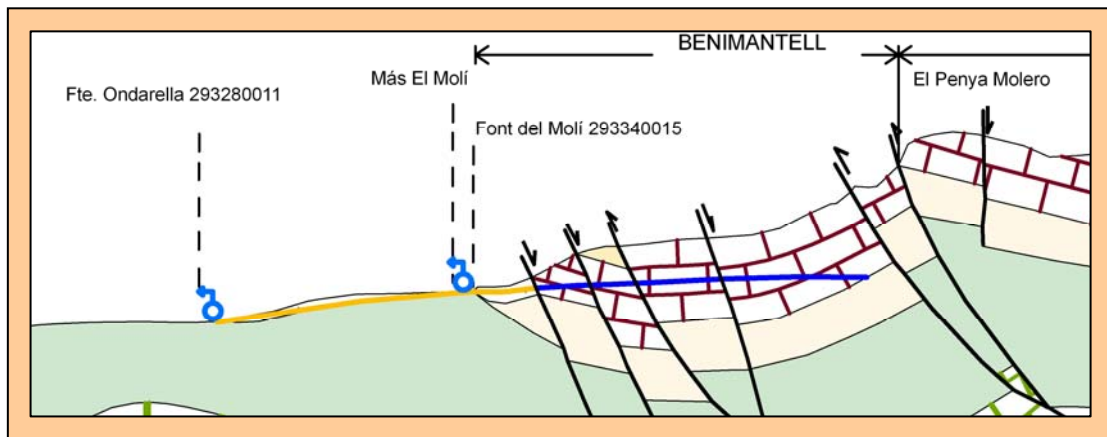 BENIMANTELL
Más El Molí
El Penya Molero
Fte. Ondarella 293280011
Font del Molí 293340015